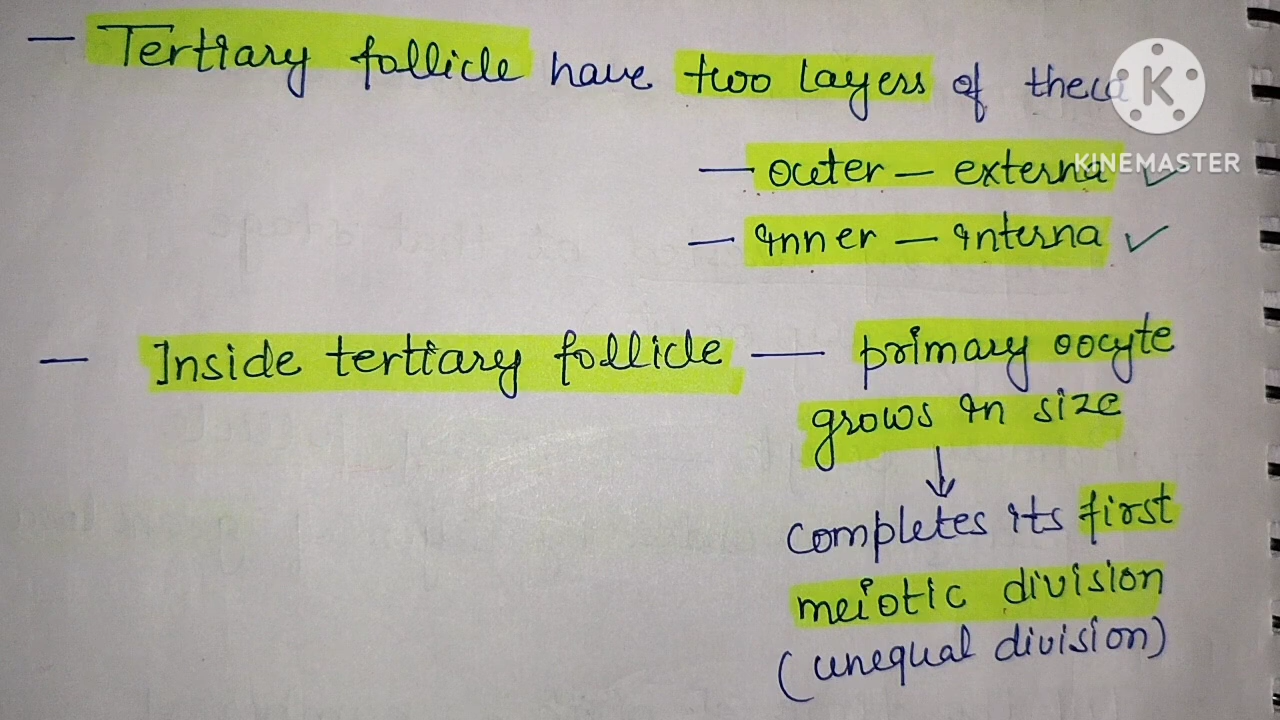 — Tertiary follicle have two layers of theca
— outer — externa ✓
— inner — interna ✓
— Inside tertiary follicle — primary oocyte
grows in size
↓
completes its first
meiotic division
(unequal division)
K
KINEMASTER